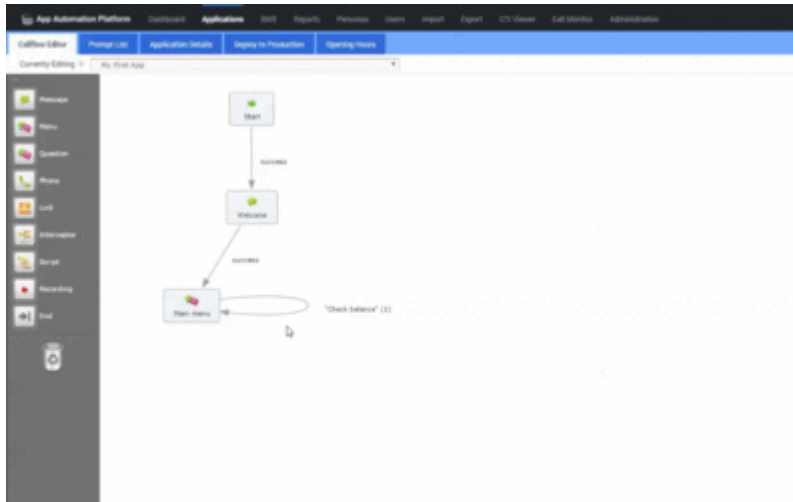 App Automation Platform Dashboard Applications SMS Reports Personas Users Import Export CTI Viewer Call Monitor Administration
Callflow Editor Prompt List Application Details Deploy to Production Opening Hours
Currently Editing My First App
Message
Menu
Question
Phone
Link
Interceptor
Script
Recording
End
Start
success
Welcome
success
Main menu
"Check balance" (1)